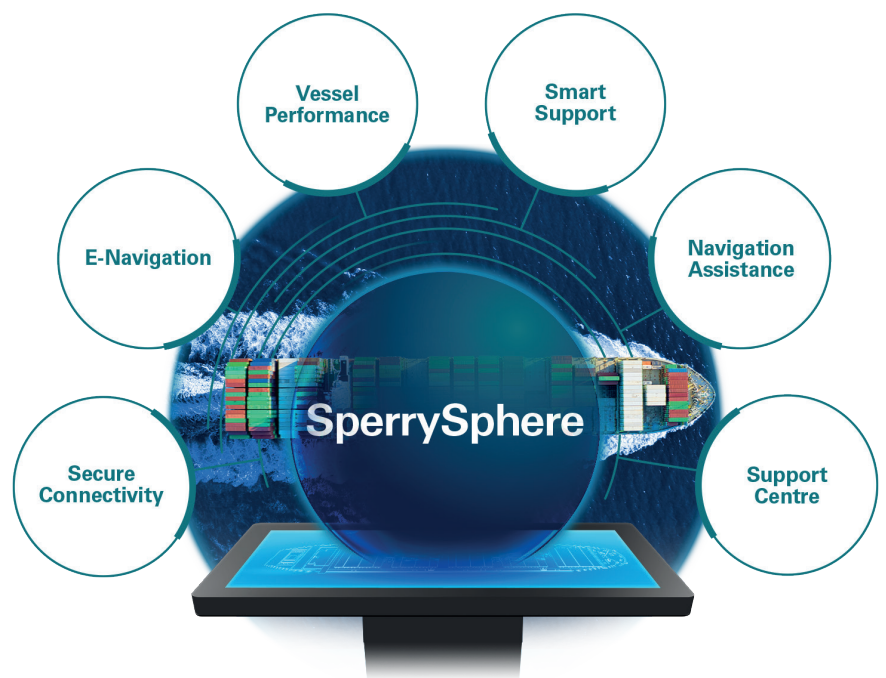 Vessel
Performance
Smart
Support
E-Navigation
Navigation
Assistance
SperrySphere
Secure
Connectivity
Support
Centre